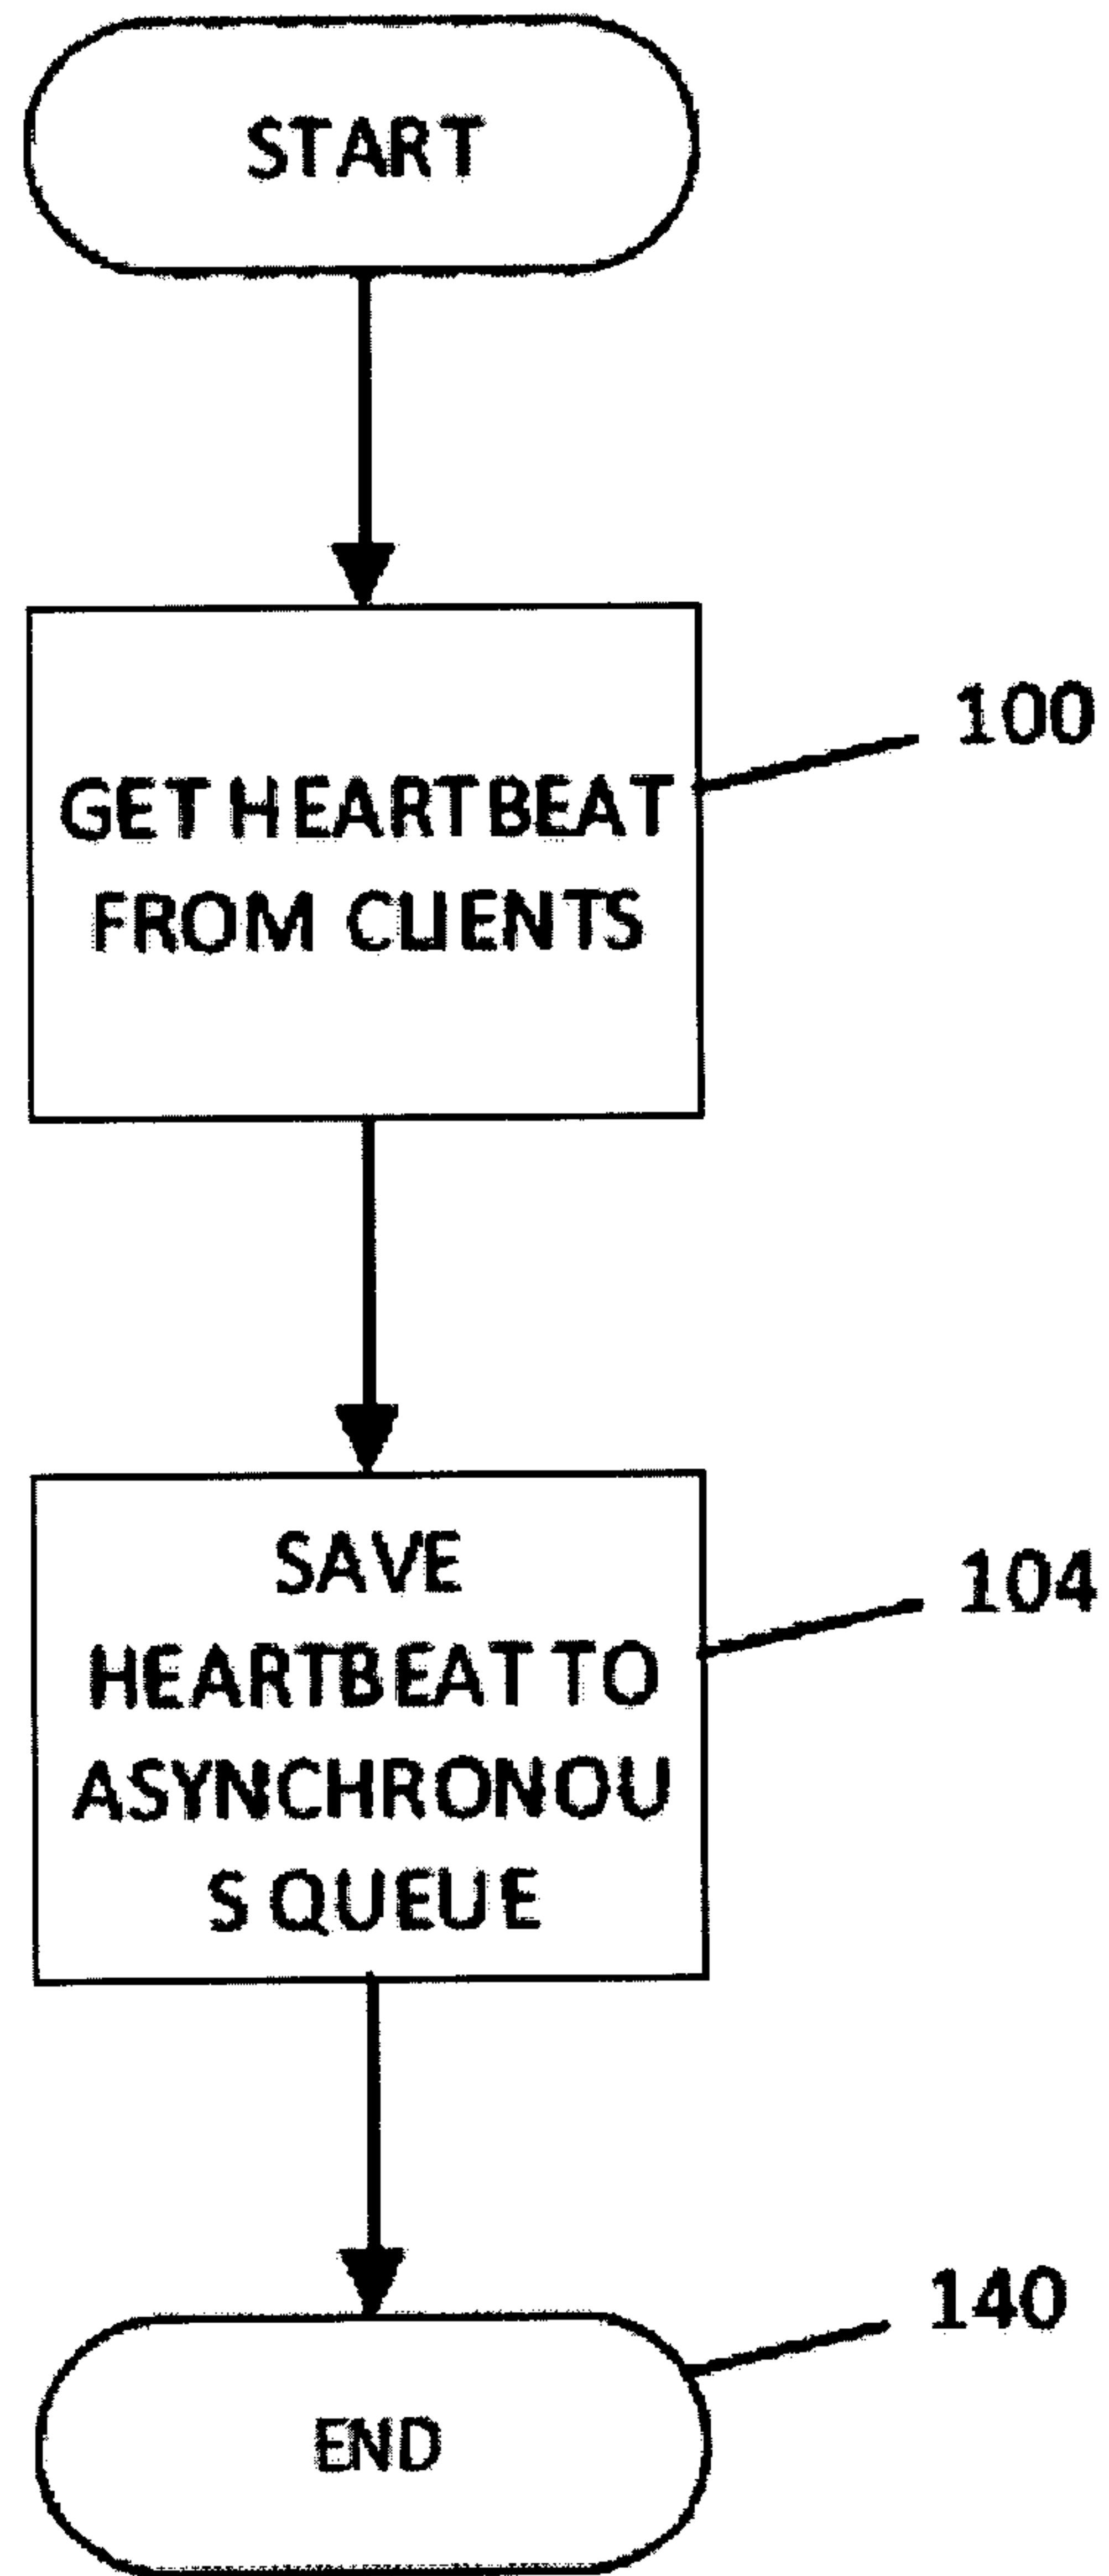 START
GET HEARTBEAT
100
FROM CLIENTS
SAVE
104
HEARTBEAT TO
ASYNCHRONOU
S QUEUE
140
END